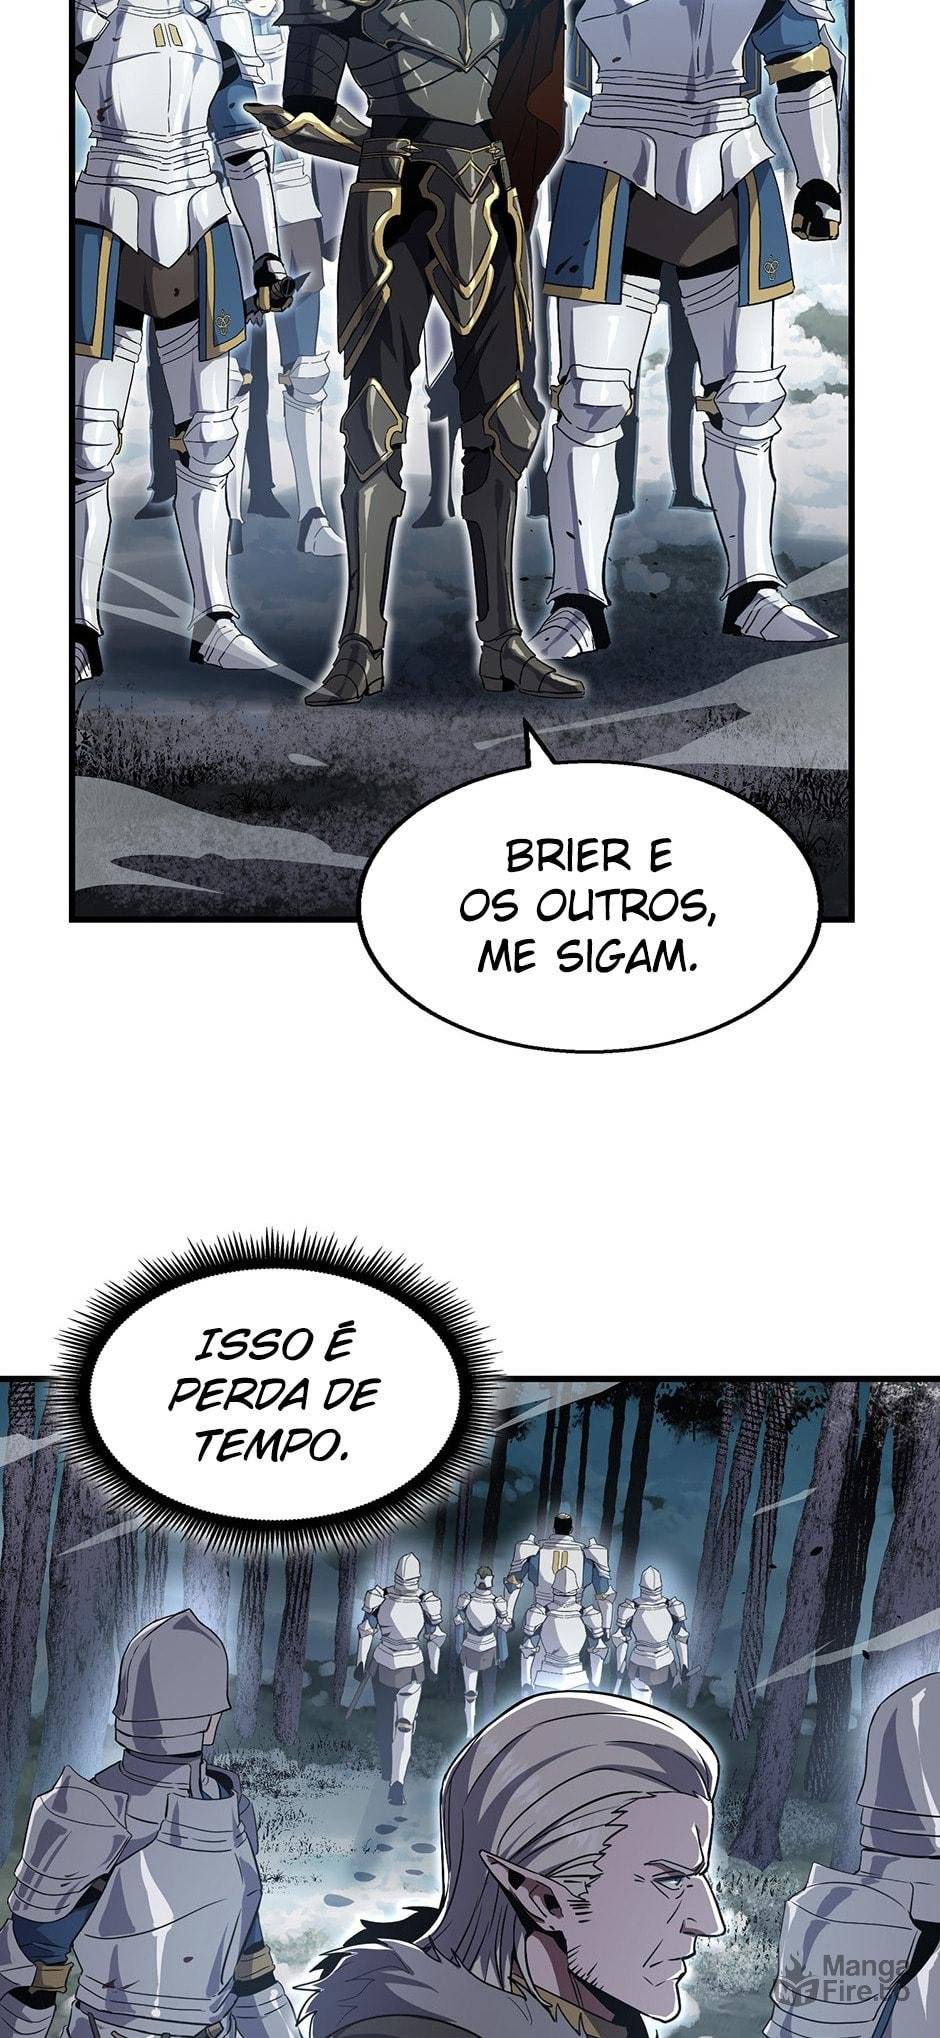 BRIER E
OS OUTROS,
ME SIGAM.
ISSO É
PERDA DE
TEMPO.
Manga
Fire.to